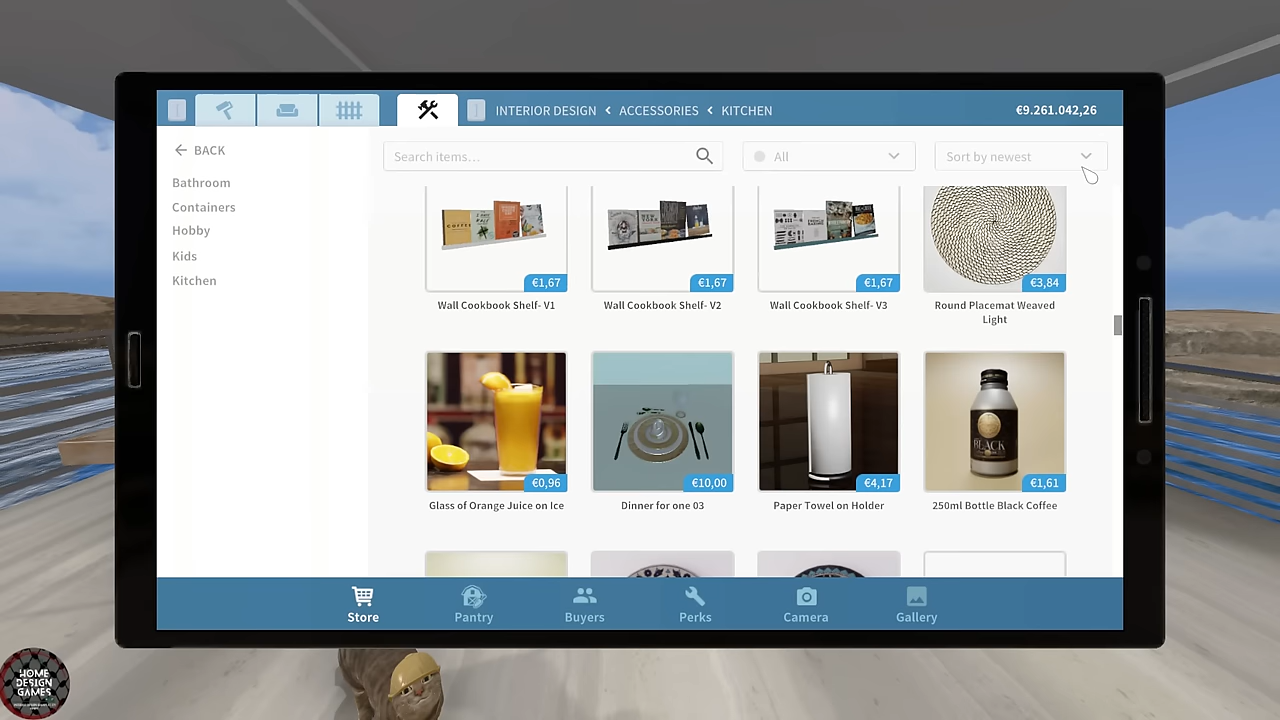 INTERIOR DESIGN < ACCESSORIES < KITCHEN
€9.261.042,26
BACK
Search items...
All
Sort by newest
Bathroom
Containers
Hobby
Kids
Kitchen
€1,67
€1,67
€1,67
€3,84
Wall Cookbook Shelf- V1
Wall Cookbook Shelf- V2
Wall Cookbook Shelf- V3
Round Placemat Weaved
Light
BLACK
€0,96
€10,00
€4,17
€1,61
Glass of Orange Juice on Ice
Dinner for one 03
Paper Towel on Holder
250ml Bottle Black Coffee
Store
Pantry
Buyers
Perks
Camera
Gallery
HOME
DESIGN
GAMES